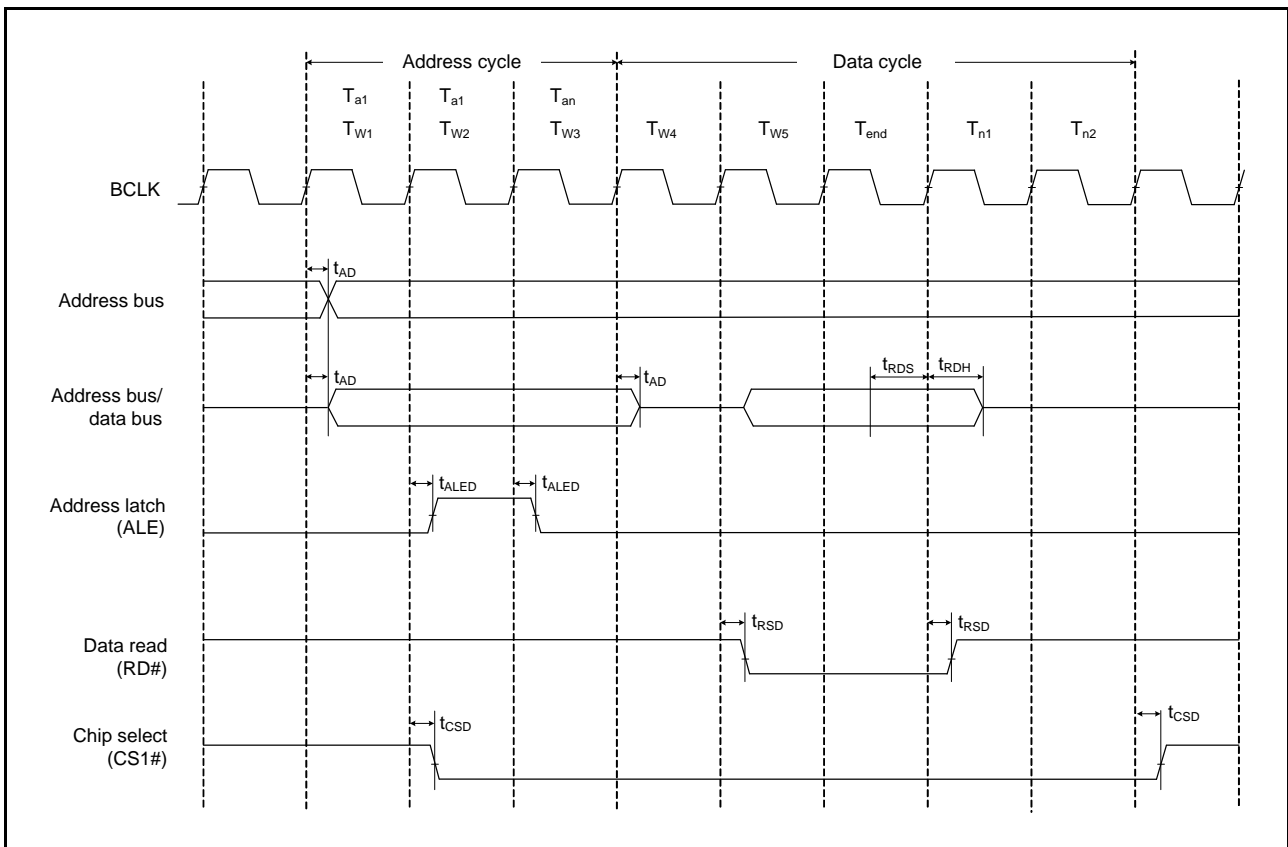 Address cycle Data cycle
Ta1 Ta1 Tan
TW1 TW2 TW3 TW4 TW5 Tend Tn1 Tn2
BCLK
tAD
Address bus
tAD tAD tRDS tRDH
Address bus/
data bus
tALED tALED
Address latch
(ALE)
tRSD tRSD
Data read
(RD#)
tCSD tCSD
Chip select
(CS1#)